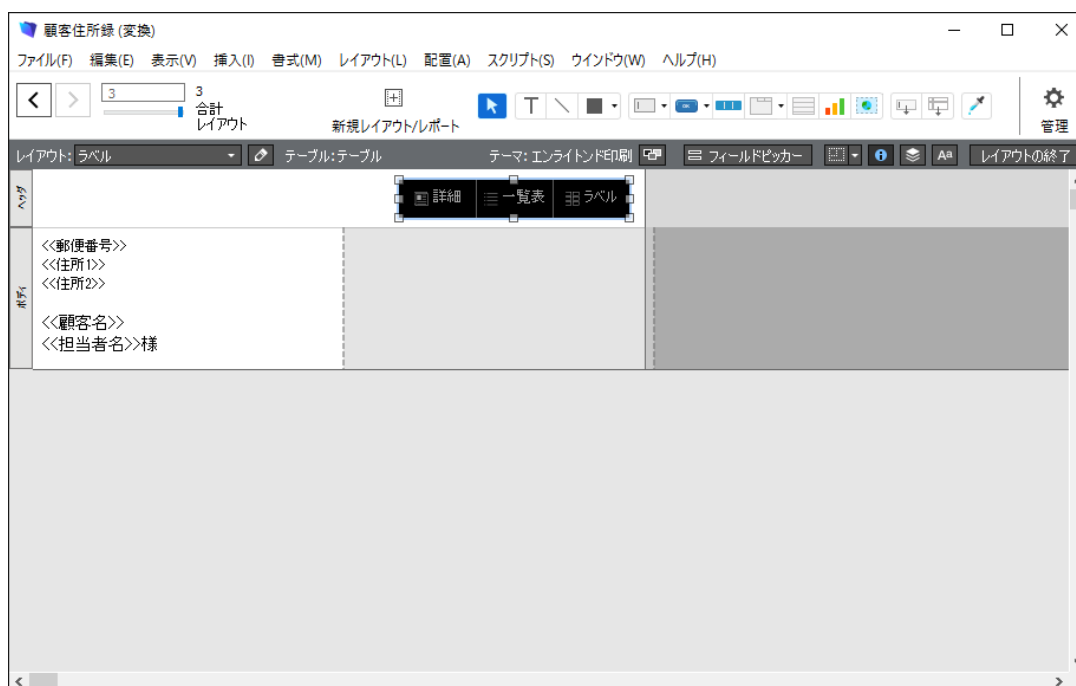 顧客住所録 (変換)
ファイル(F) 編集(E) 表示(V) 挿入(I) 書式(M) レイアウト(L) 配置(A) スクリプト(S) ウインドウ(W) ヘルプ(H)
3
3
合計
レイアウト
新規レイアウト/レポート
T
管理
レイアウト: ラベル
テーブル:テーブル
テーマ: エンライトンド印刷
フィールドピッカー
Aa
レイアウトの終了
ヘッダ
詳細 一覧表 ラベル
ボディ
<<郵便番号>>
<<住所1>>
<<住所2>>
<<顧客名>>
<<担当者名>>様